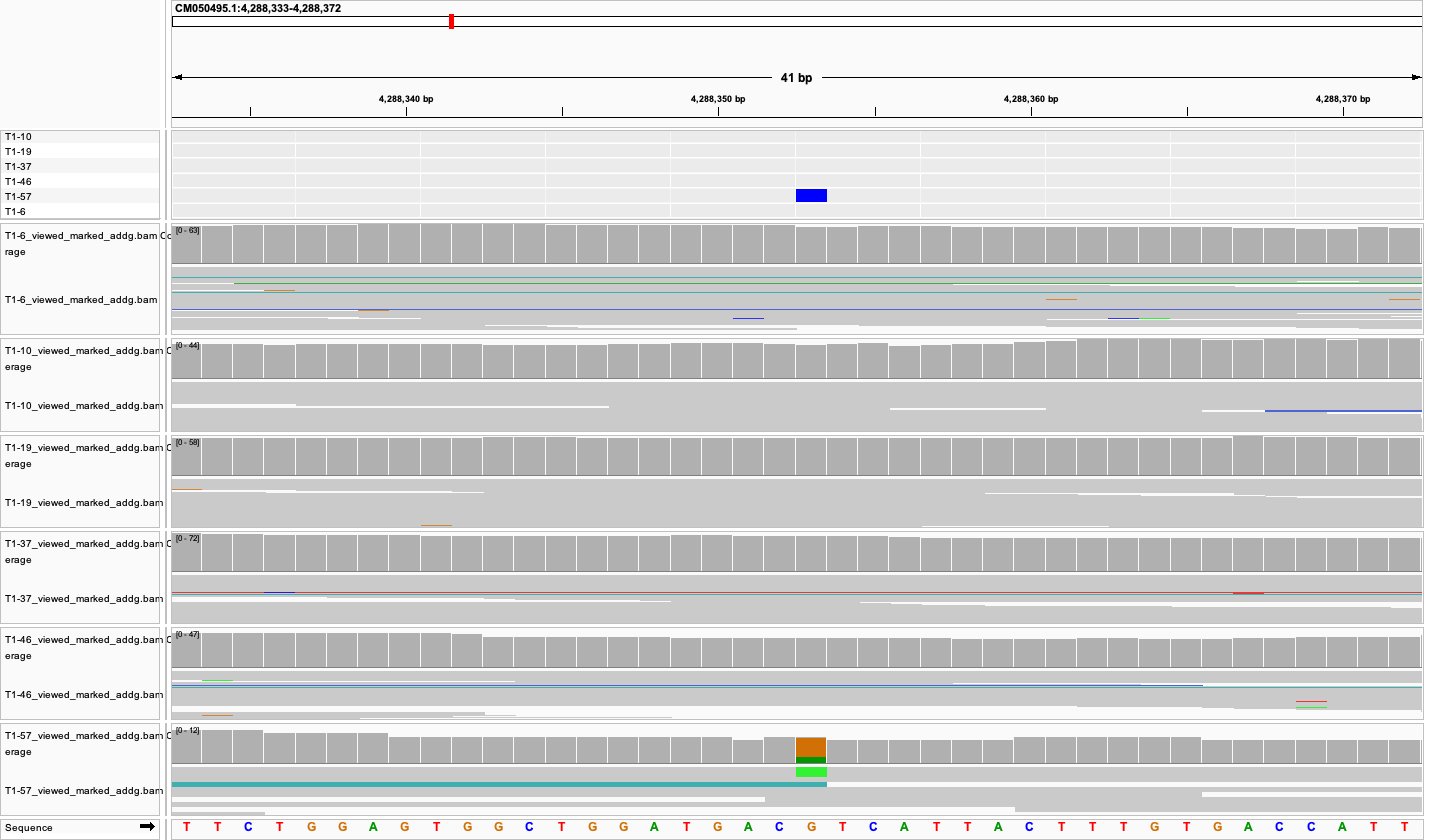 CM050495.1:4,288,333-4,288,372
41 bp
4,288,340 bp 4,288,350 bp 4,288,360 bp 4,288,370 bp
T1-10
T1-19
T1-37
T1-46
T1-57
T1-6
T1-6_viewed_marked_addg.bam Co
rage
[0 - 63]
T1-6_viewed_marked_addg.bam
T1-10_viewed_marked_addg.bam C
erage
[0 - 44]
T1-10_viewed_marked_addg.bam
T1-19_viewed_marked_addg.bam C
erage
[0 - 58]
T1-19_viewed_marked_addg.bam
T1-37_viewed_marked_addg.bam C
erage
[0 - 72]
T1-37_viewed_marked_addg.bam
T1-46_viewed_marked_addg.bam C
erage
[0 - 47]
T1-46_viewed_marked_addg.bam
T1-57_viewed_marked_addg.bam C
erage
[0 - 12]
T1-57_viewed_marked_addg.bam
Sequence T T C T G G A G T G G C T G G A T G A C G T C A T T A C T T T G T G A C C A T T